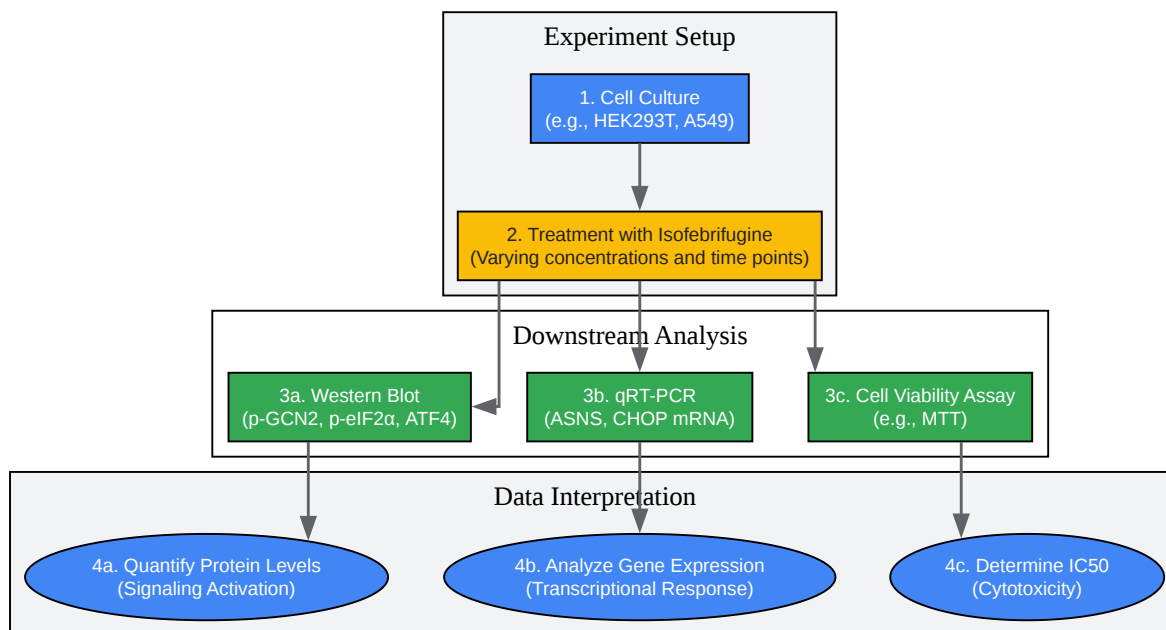 Experiment Setup
1. Cell Culture
(e.g., HEK293T, A549)
2. Treatment with Isofebrifugine
(Varying concentrations and time points)
Downstream Analysis
3a. Western Blot
(p-GCN2, p-eIF2α, ATF4)
3b. qRT-PCR
(ASNS, CHOP mRNA)
3c. Cell Viability Assay
(e.g., MTT)
Data Interpretation
4a. Quantify Protein Levels
(Signaling Activation)
4b. Analyze Gene Expression
(Transcriptional Response)
4c. Determine IC50
(Cytotoxicity)